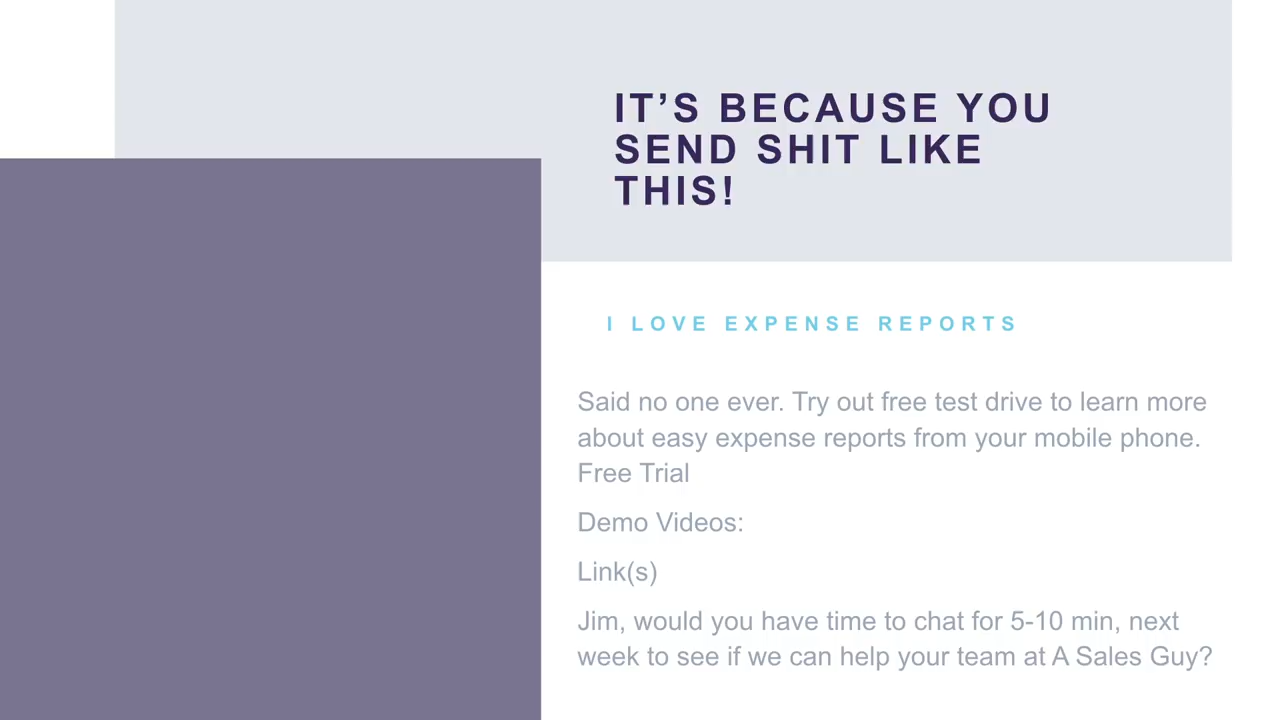 IT’S BECAUSE YOU
SEND SHIT LIKE
THIS!
I LOVE EXPENSE REPORTS
Said no one ever. Try out free test drive to learn more
about easy expense reports from your mobile phone.
Free Trial
Demo Videos:
Link(s)
Jim, would you have time to chat for 5-10 min, next
week to see if we can help your team at A Sales Guy?